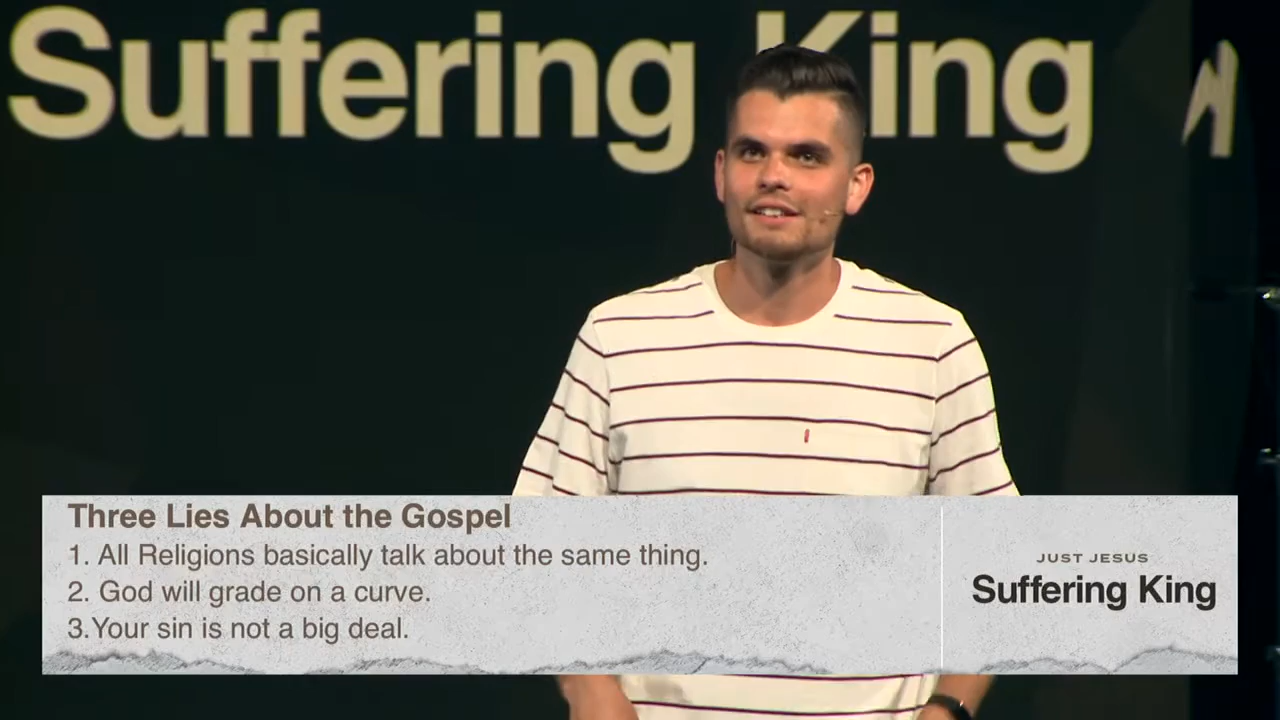 Suffering King
Three Lies About the Gospel
1. All Religions basically talk about the same thing.
2. God will grade on a curve.
3.Your sin is not a big deal.
JUST JESUS
Suffering King